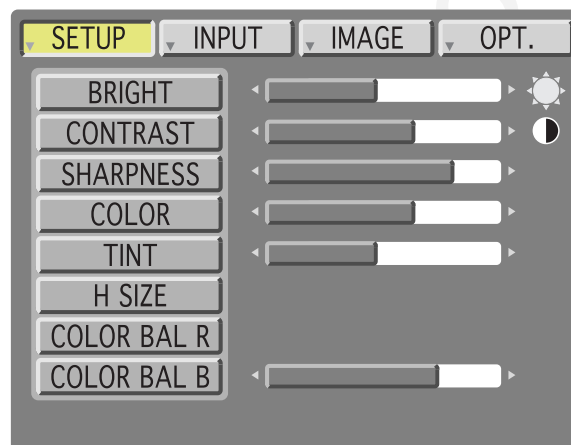 SETUP INPUT IMAGE OPT.
BRIGHT
CONTRAST
SHARPNESS
COLOR
TINT
H SIZE
COLOR BAL R
COLOR BAL B